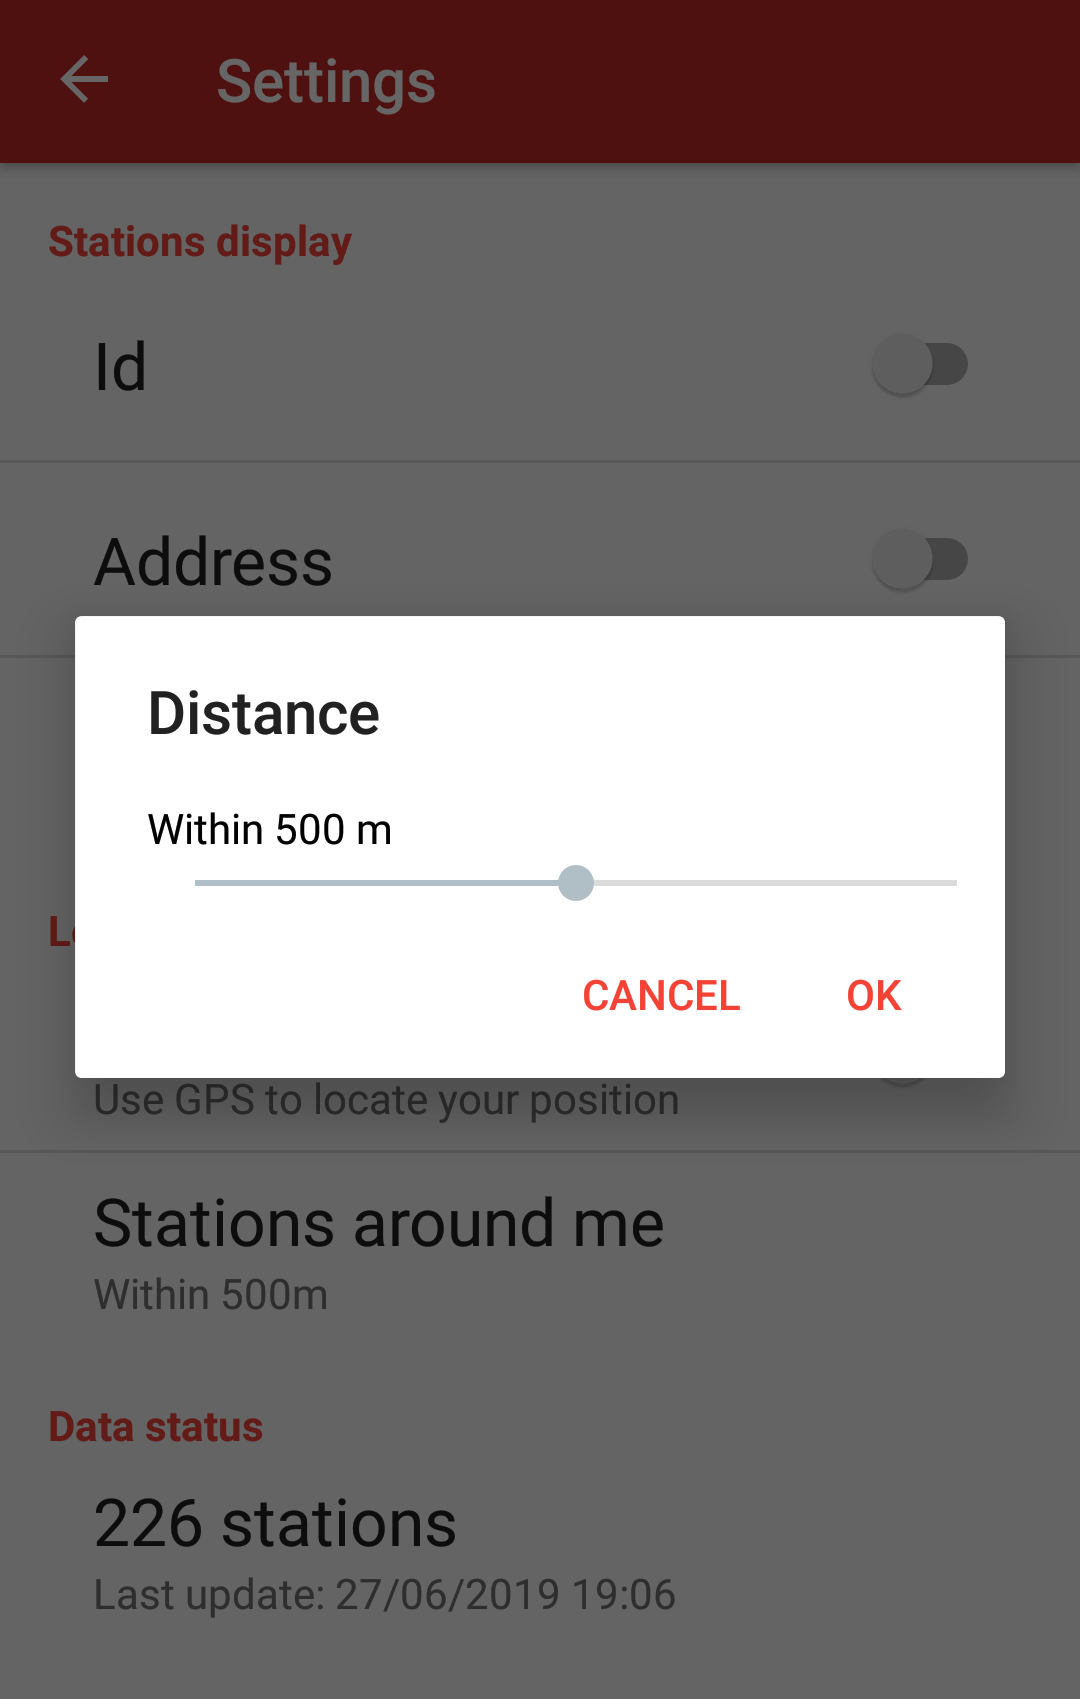 Settings
Stations display
Id
Address
Distance
Within 500 m
CANCEL OK
Use GPS to locate your position
Stations around me
Within 500m
Data status
226 stations
Last update: 27/06/2019 19:06